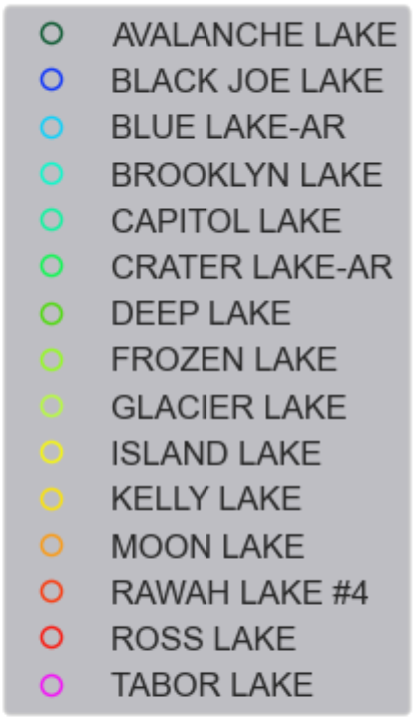 AVALANCHE LAKE
BLACK JOE LAKE
BLUE LAKE-AR
BROOKLYN LAKE
CAPITOL LAKE
CRATER LAKE-AR
DEEP LAKE
FROZEN LAKE
GLACIER LAKE
ISLAND LAKE
KELLY LAKE
MOON LAKE
RAWAH LAKE #4
ROSS LAKE
TABOR LAKE